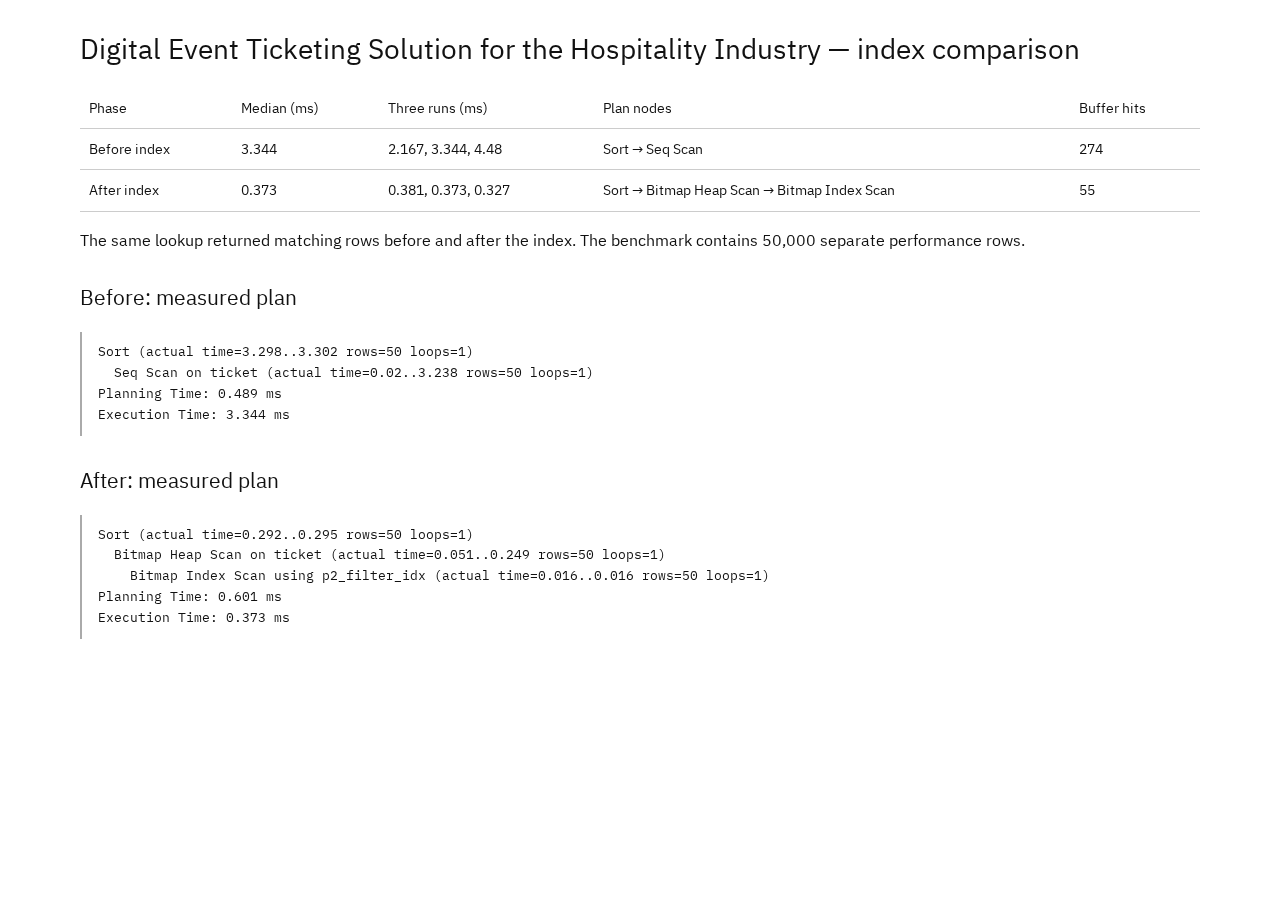 Digital Event Ticketing Solution for the Hospitality Industry — index comparison
Phase Median (ms) Three runs (ms) Plan nodes Buffer hits
Before index 3.344 2.167, 3.344, 4.48 Sort → Seq Scan 274
After index 0.373 0.381, 0.373, 0.327 Sort → Bitmap Heap Scan → Bitmap Index Scan 55
The same lookup returned matching rows before and after the index. The benchmark contains 50,000 separate performance rows.
Before: measured plan
Sort (actual time=3.298..3.302 rows=50 loops=1)
Seq Scan on ticket (actual time=0.02..3.238 rows=50 loops=1)
Planning Time: 0.489 ms
Execution Time: 3.344 ms
After: measured plan
Sort (actual time=0.292..0.295 rows=50 loops=1)
Bitmap Heap Scan on ticket (actual time=0.051..0.249 rows=50 loops=1)
Bitmap Index Scan using p2_filter_idx (actual time=0.016..0.016 rows=50 loops=1)
Planning Time: 0.601 ms
Execution Time: 0.373 ms